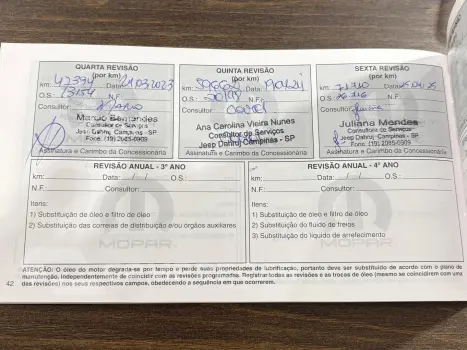 QUARTA REVISÃO
(por km)
km: 47394 Data: 21/03/2023
O.S.: 73154 N.F.
Consultor:
Marcio Bernardes
Consultor de Serviços
Jeep Dahruj Campinas - SP
Fone: (19) 2065-0909
Assinatura e Carimbo da Concessionária
QUINTA REVISÃO
(por km)
km: Data:
O.S.: N.F.:
Consultor:
Ana Carolina Vieira Nunes
Consultor de Serviços
Jeep Dahruj Campinas - SP
Assinatura e Carimbo da Concessionária
SEXTA REVISÃO
(por km)
km: Data:
O.S.: N.F.:
Consultor:
Juliana Mendes
Consultora de Serviços
Jeep Dahruj Campinas - SP
Fone: (19) 2065-0909
Assinatura e Carimbo da Concessionária
REVISÃO ANUAL - 3º ANO
km: Data: / / O.S:
N.F.: Consultor:
Itens:
1) Substituição de óleo e filtro de óleo
2) Substituição das correas de distribuição e/ou órgãos auxiliares
MOPAR
REVISÃO ANUAL - 4º ANO
km: Data: / / O.S:
N.F.: Consultor:
Itens:
1) Substituição de óleo e filtro de óleo
2) Substituição do fluido de freios
3) Substituição do líquido de arrefecimento
MOPAR
ATENÇÃO: O óleo do motor degrada-se por tempo e perde suas propriedades de lubrificação, portanto deve ser substituído de acordo com o plano de
manutenção, independentemente de coincidir com as revisões programadas. Registrar todas as revisões e as trocas de óleo (mesmo se coincidirem com uma
das revisões) nos seus respectivos campos, obedecendo a sequência em que ocorrerem.
42